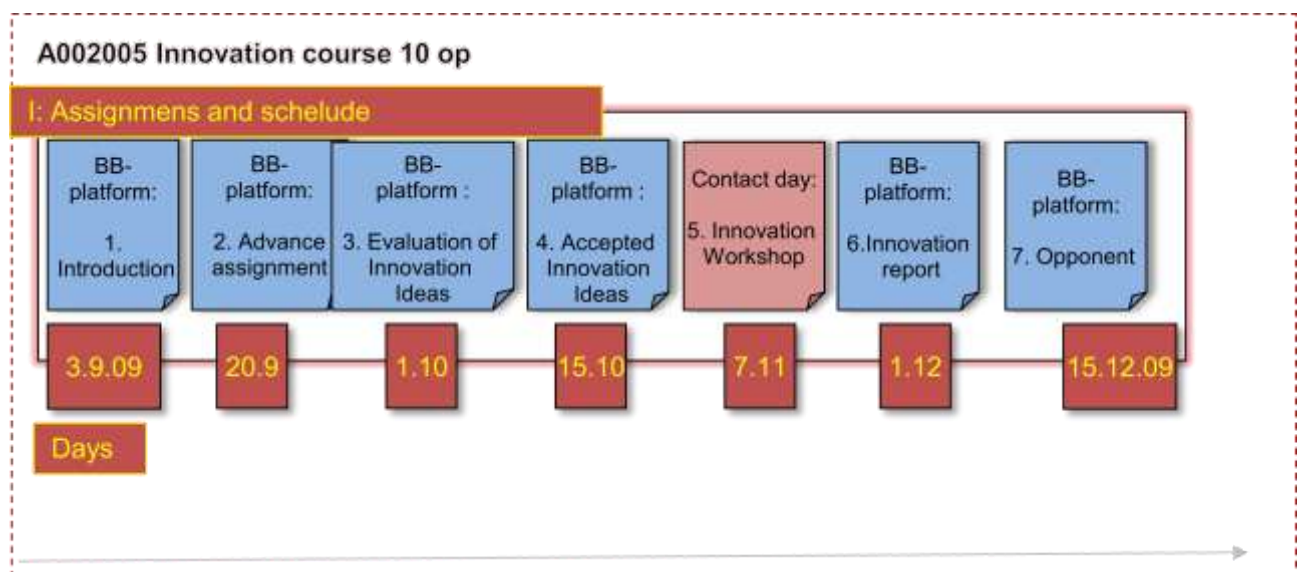 A002005 Innovation course 10 op
I: Assignmens and schelude
BB-
platform:
1.
Introduction
BB-
platform:
2. Advance
assignment
BB-
platform :
3. Evaluation of
Innovation
Ideas
BB-
platform :
4. Accepted
Innovation
Ideas
Contact day:
5. Innovation
Workshop
BB-
platform:
6.Innovation
report
BB-
platform:
7. Opponent
3.9.09
20.9
1.10
15.10
7.11
1.12
15.12.09
Days